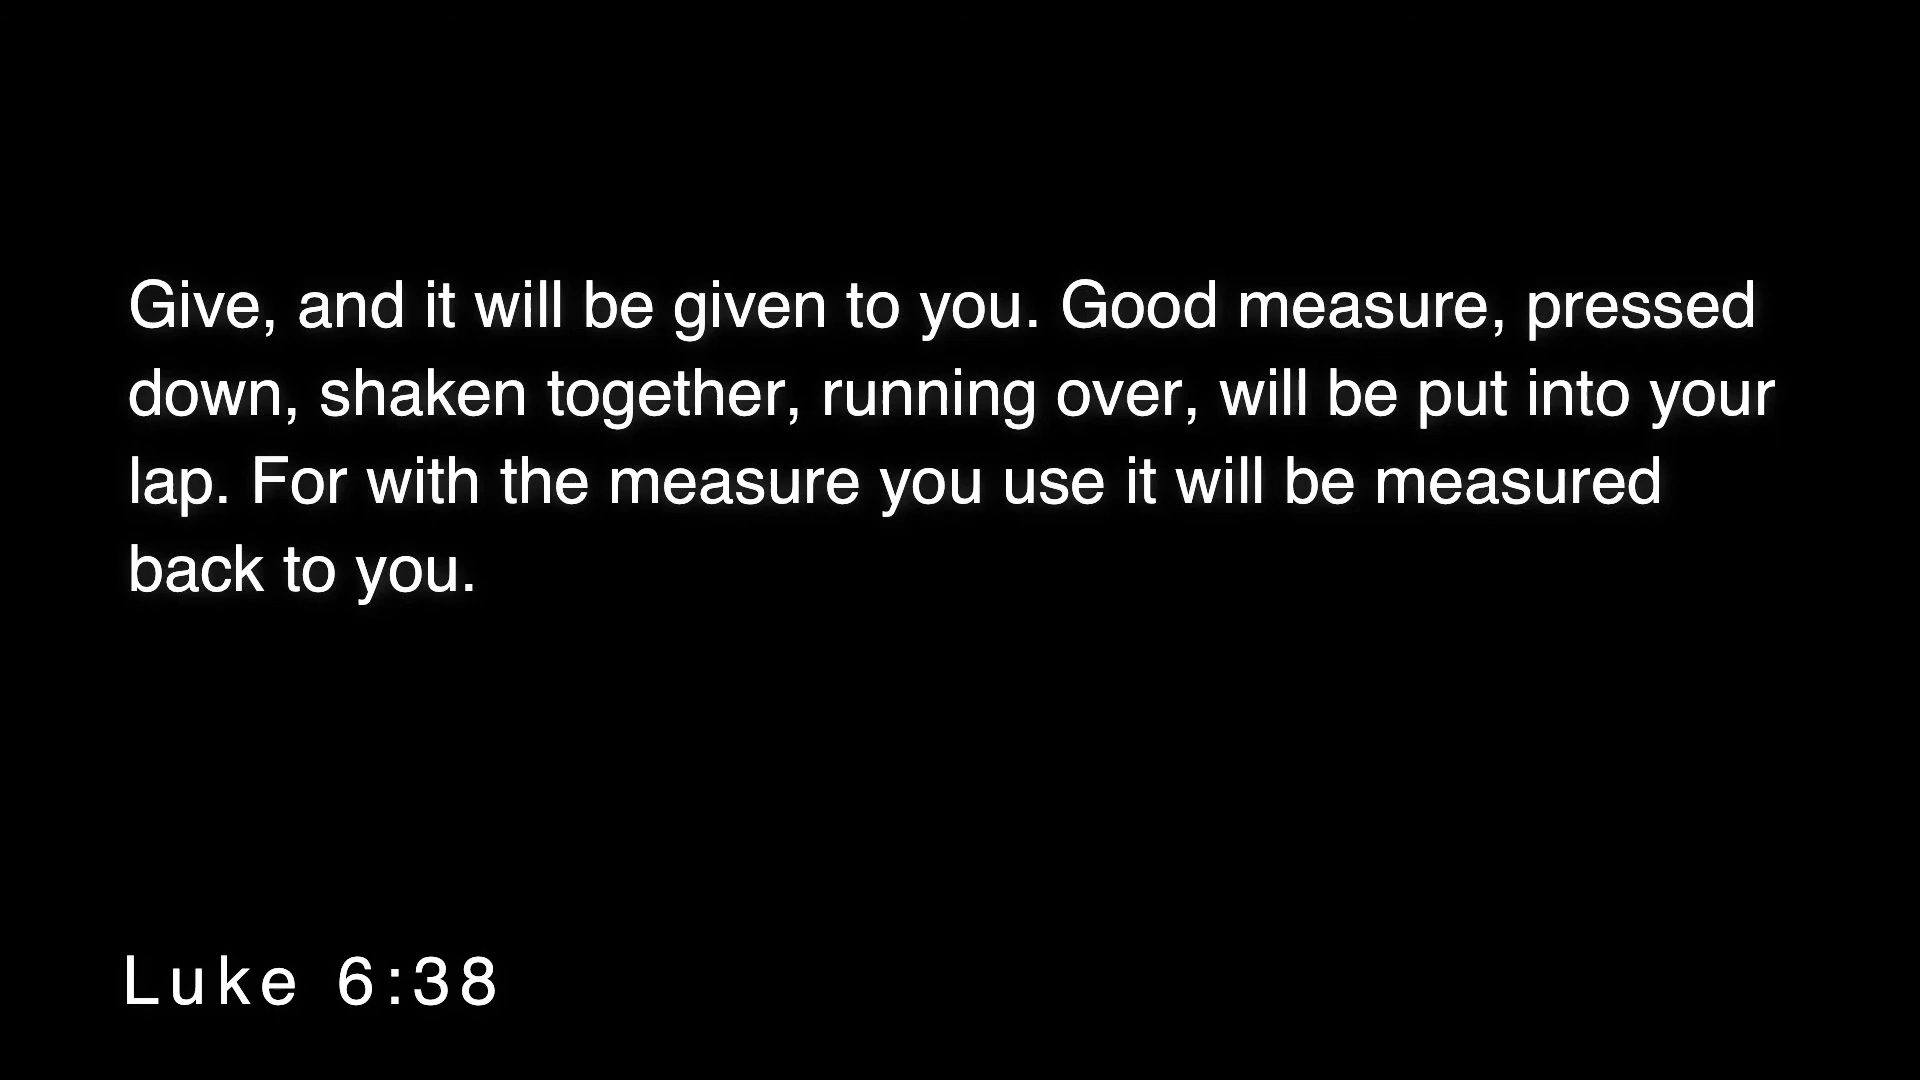 Give, and it will be given to you. Good measure, pressed
down, shaken together, running over, will be put into your
lap. For with the measure you use it will be measured
back to you.
Luke 6:38